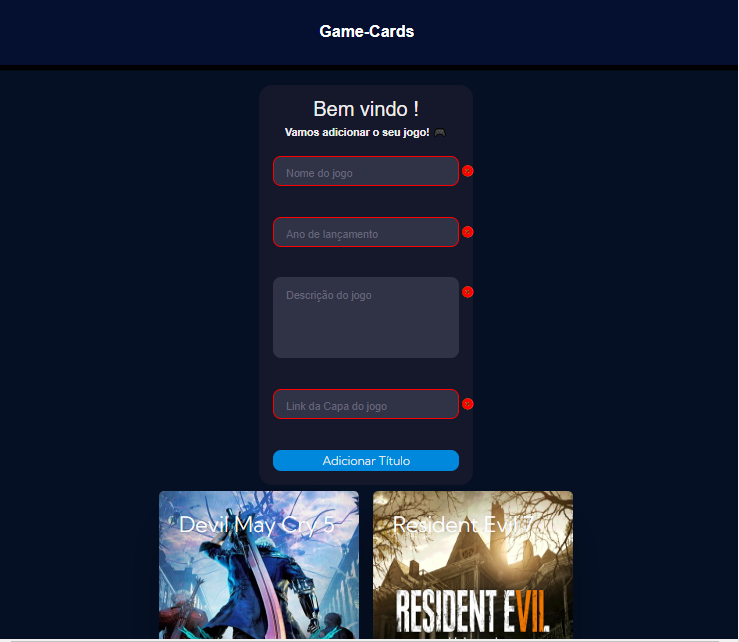 Game-Cards
Bem vindo !
Vamos adicionar o seu jogo! 🎮
Nome do jogo
Ano de lançamento
Descrição do jogo
Link da Capa do jogo
Adicionar Título
Devil May Cry 5
Resident Evil 7
RESIDENT EVIL